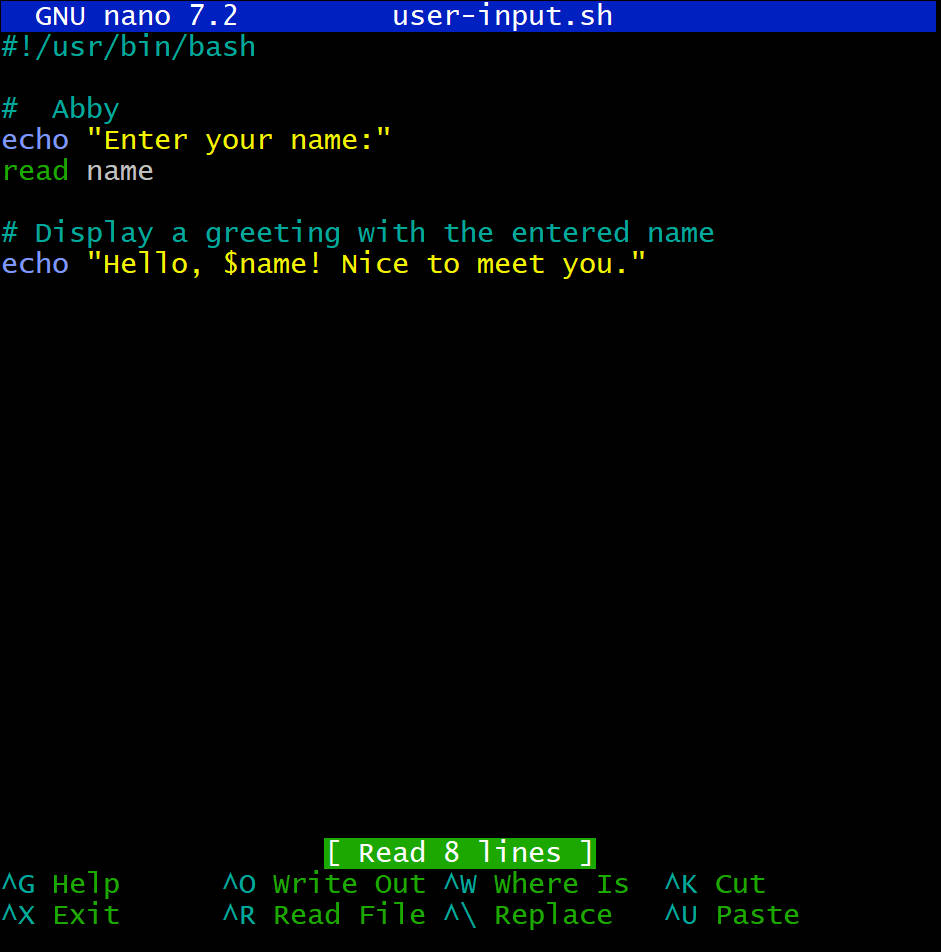 GNU nano 7.2 user-input.sh
#!/usr/bin/bash
#  Abby
echo "Enter your name:"
read name
# Display a greeting with the entered name
echo "Hello, $name! Nice to meet you."
[ Read 8 lines ]
^G Help ^O Write Out ^W Where Is ^K Cut
^X Exit ^R Read File ^\ Replace ^U Paste